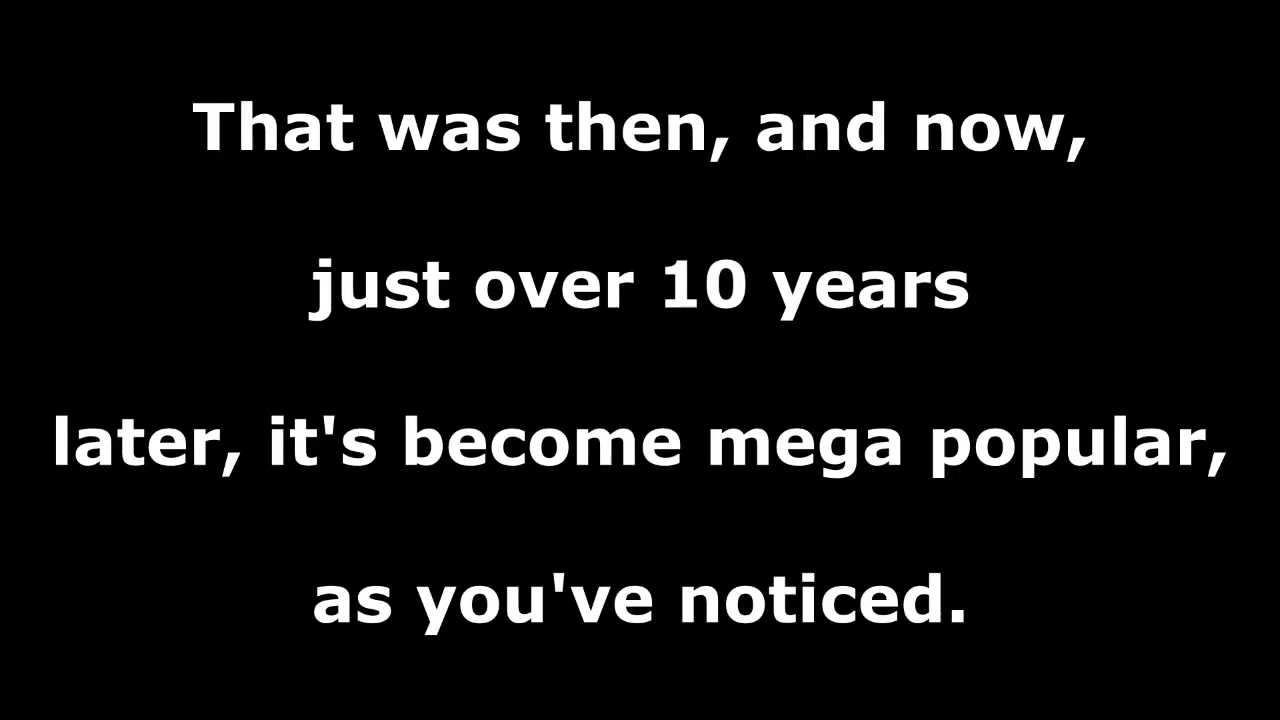 That was then, and now,
just over 10 years
later, it's become mega popular,
as you've noticed.